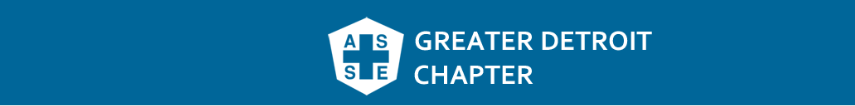 A S
S E
GREATER DETROIT
CHAPTER